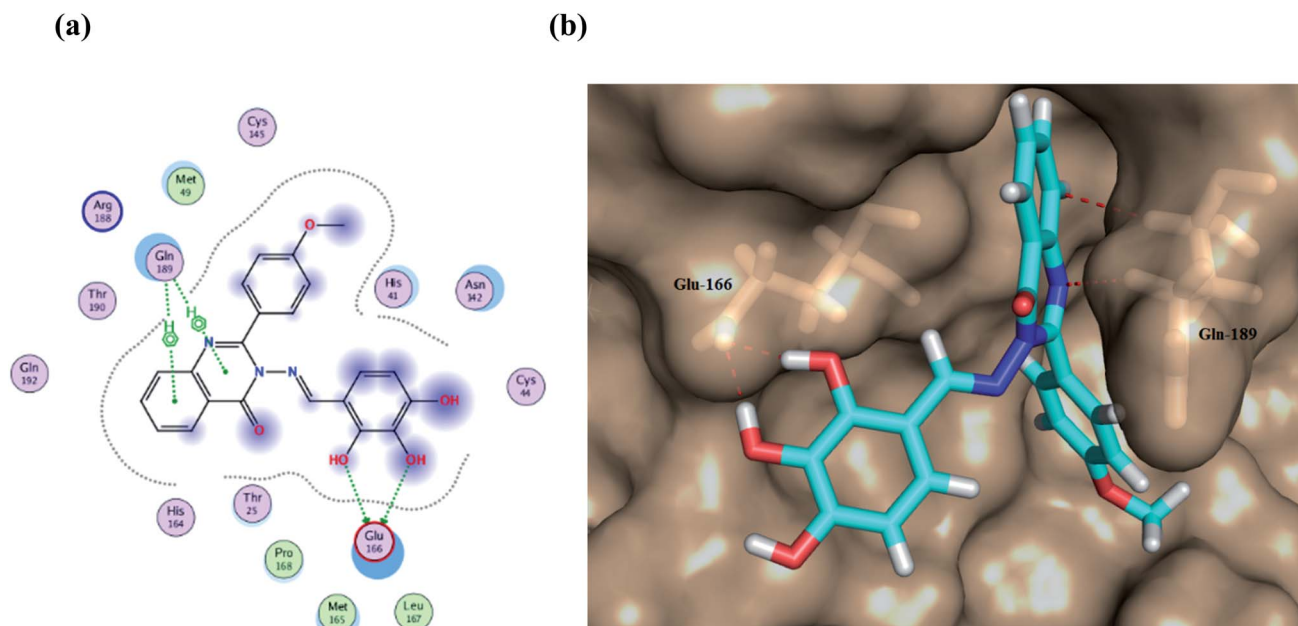 (a)
(b)
Cys
145
Met
49
Arg
188
O
Gln
189
His
41
Asn
142
Thr
190
H
H
N
Gln
192
N
N
Cys
44
OH
O
HO
OH
His
164
Thr
25
Glu
166
Pro
168
Met
165
Leu
167
Glu-166
Gln-189